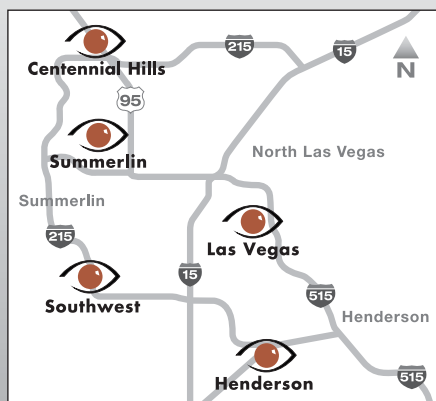 215
15
Centennial Hills
N
95
North Las Vegas
Summerlin
Summerlin
Las Vegas
215
15
Southwest
515
Henderson
515
Henderson